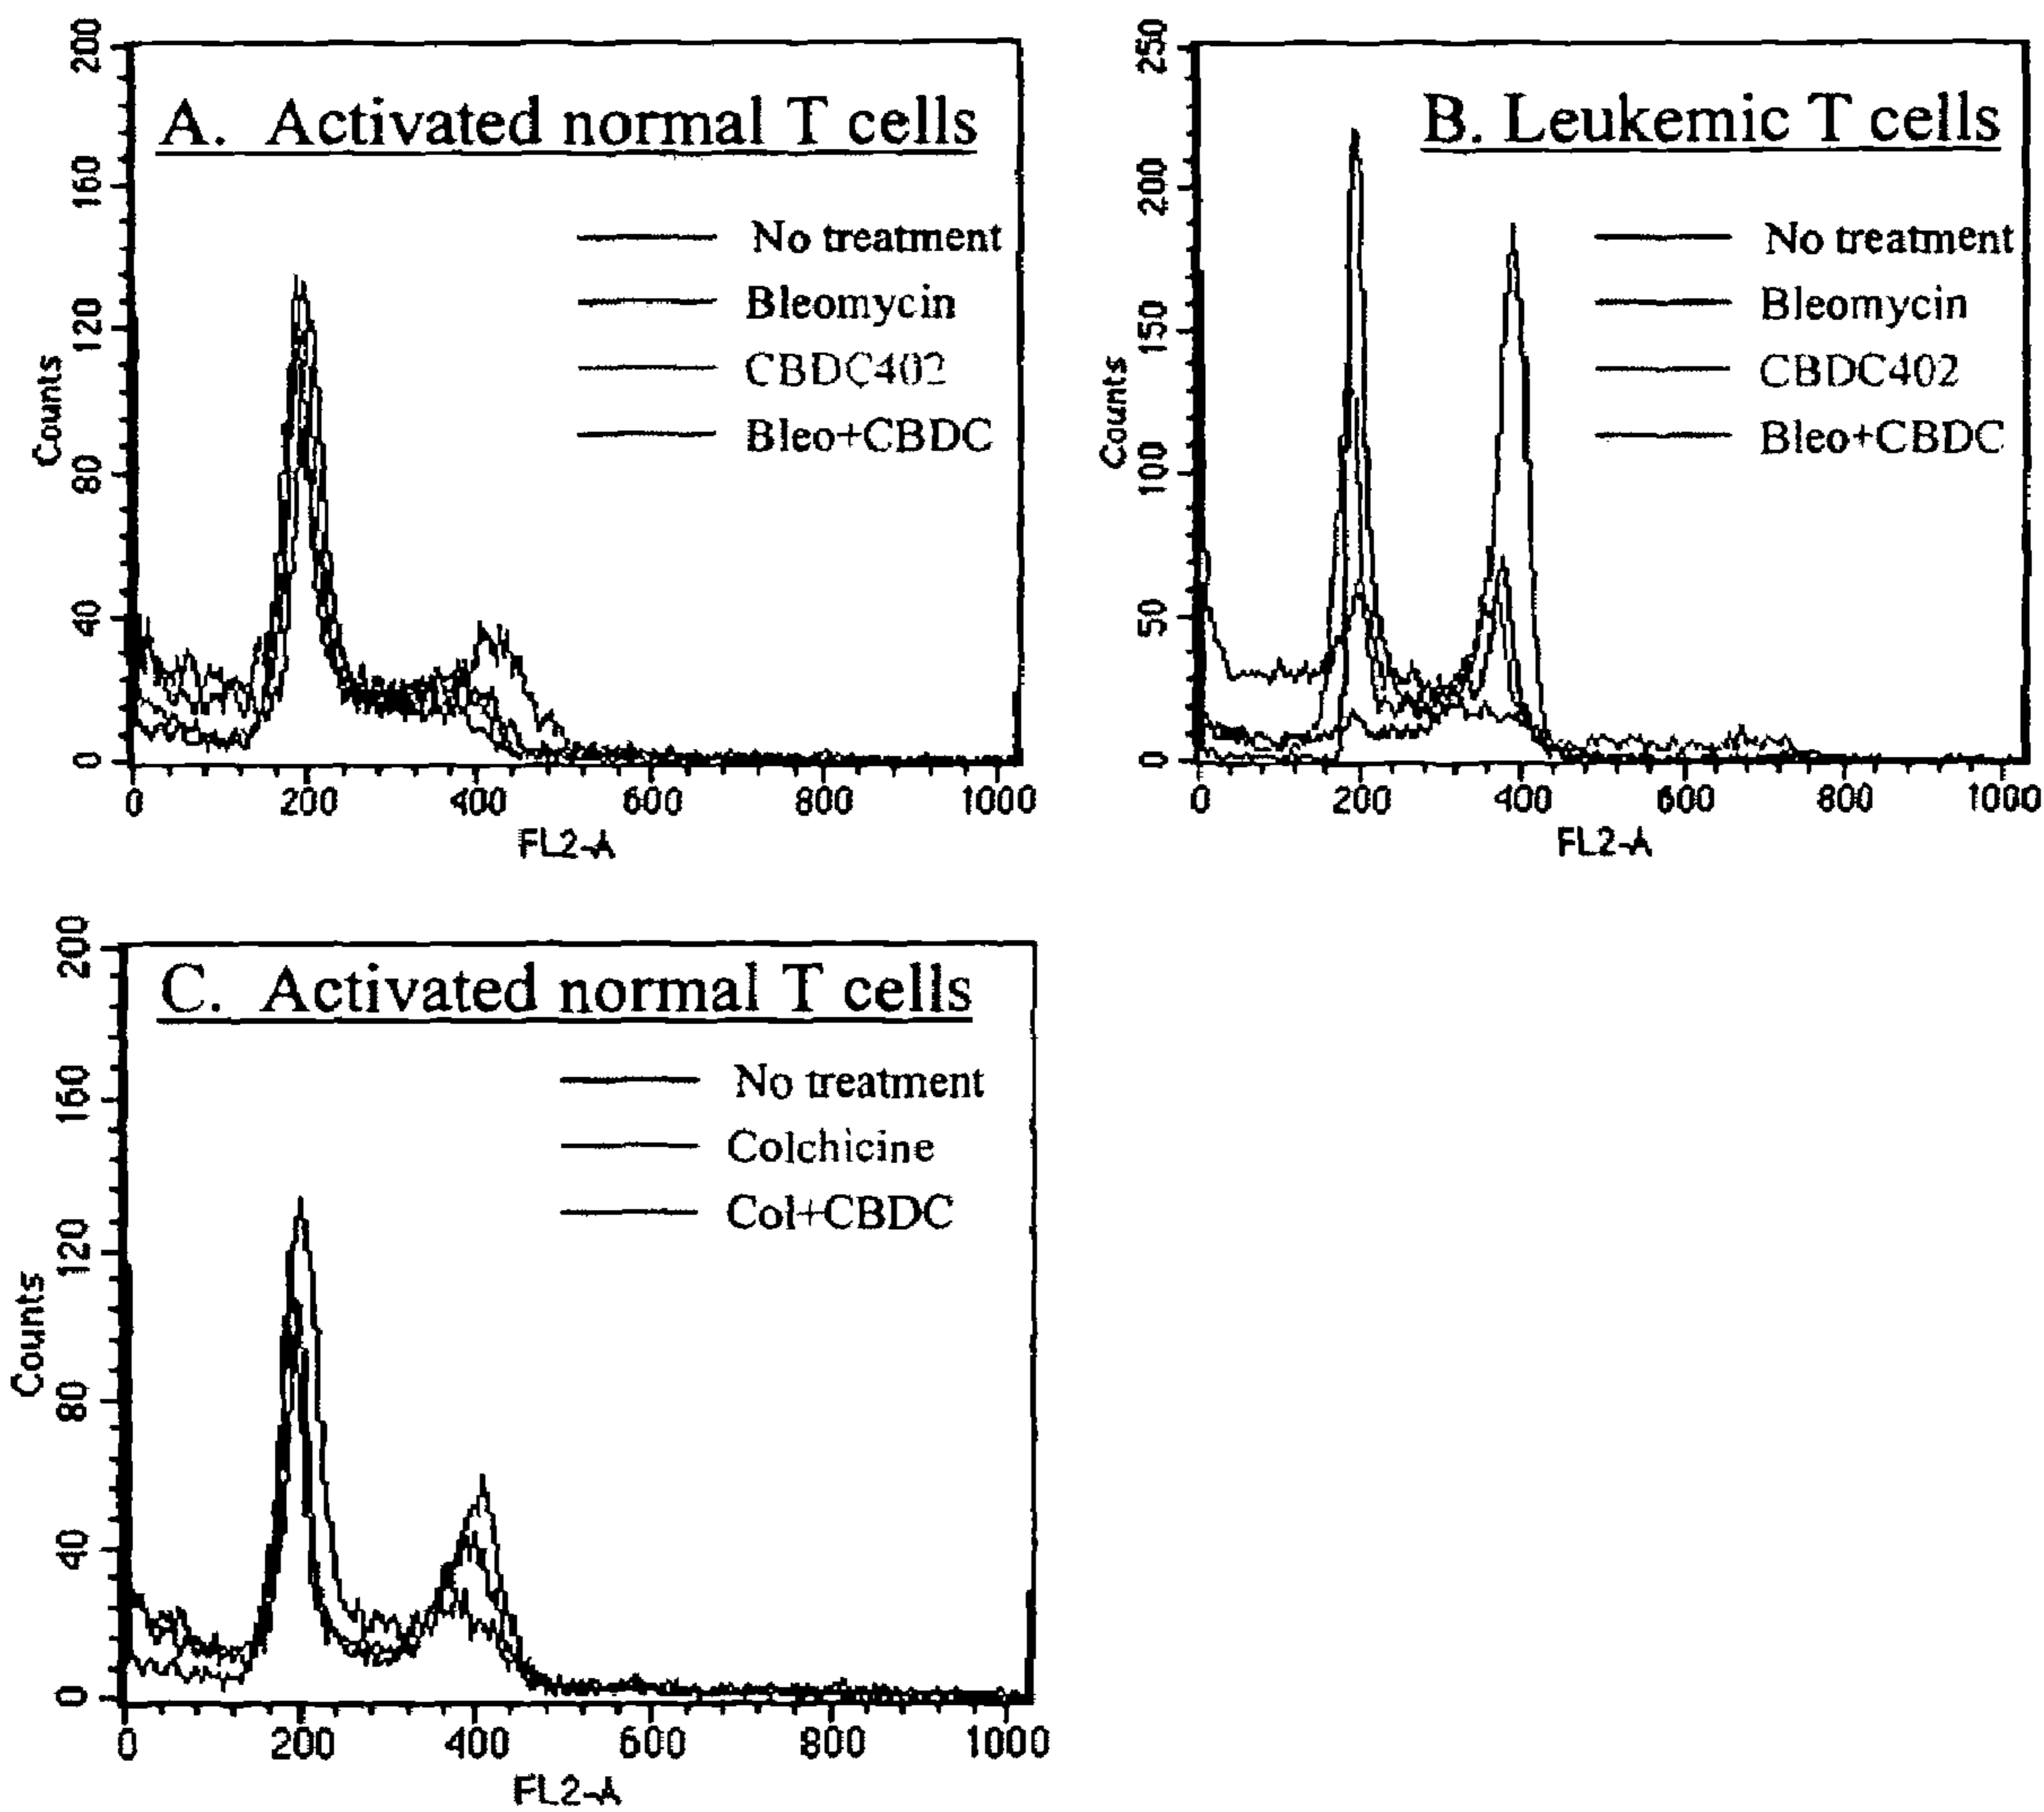 A. Activated normal T cells
No treatment
Bleomycin
CBDC402
Bleo+CBDC
Counts
0 40 80 120 160 200
0 200 400 600 800 1000
FL2-A
B. Leukemic T cells
No treatment
Bleomycin
CBDC402
Bleo+CBDC
Counts
0 50 100 150 200 250
0 200 400 600 800 1000
FL2-A
C. Activated normal T cells
No treatment
Colchicine
Col+CBDC
Counts
0 40 80 120 160 200
0 200 400 600 800 1000
FL2-A